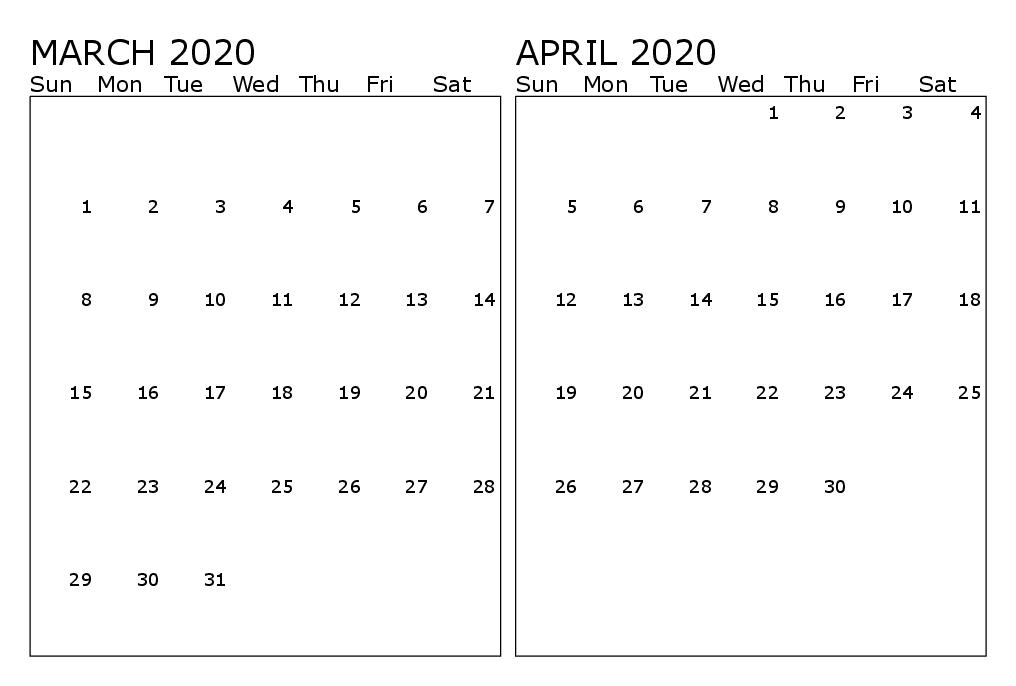 MARCH 2020
Sun Mon Tue Wed Thu Fri Sat
1 2 3 4 5 6 7
8 9 10 11 12 13 14
15 16 17 18 19 20 21
22 23 24 25 26 27 28
29 30 31
APRIL 2020
Sun Mon Tue Wed Thu Fri Sat
1 2 3 4
5 6 7 8 9 10 11
12 13 14 15 16 17 18
19 20 21 22 23 24 25
26 27 28 29 30